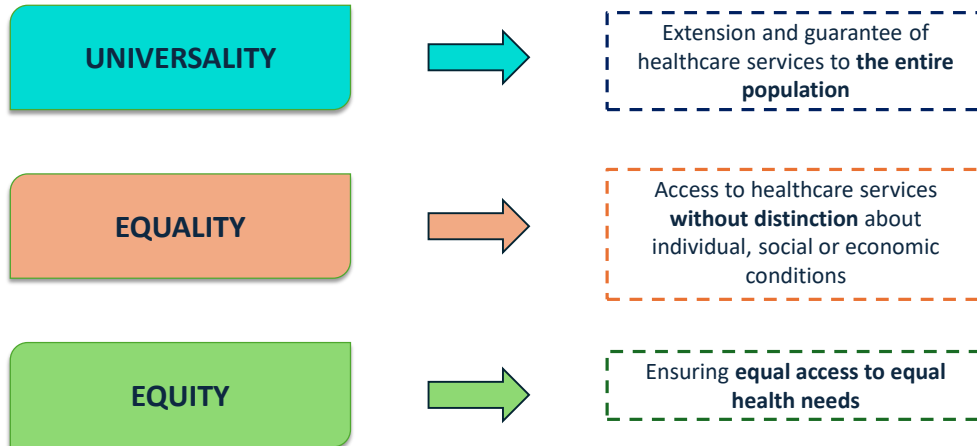 UNIVERSALITY
Extension and guarantee of
healthcare services to the entire
population
EQUALITY
Access to healthcare services
without distinction about
individual, social or economic
conditions
EQUITY
Ensuring equal access to equal
health needs